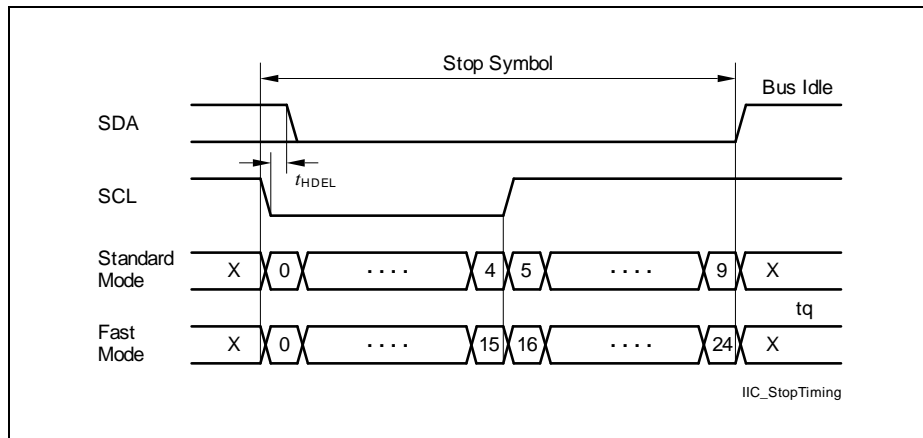 Stop Symbol
Bus Idle
SDA
tHDEL
SCL
Standard
Mode
X 0 .... 4 5 .... 9 X
tq
Fast
Mode
X 0 .... 15 16 .... 24 X
IIC_StopTiming